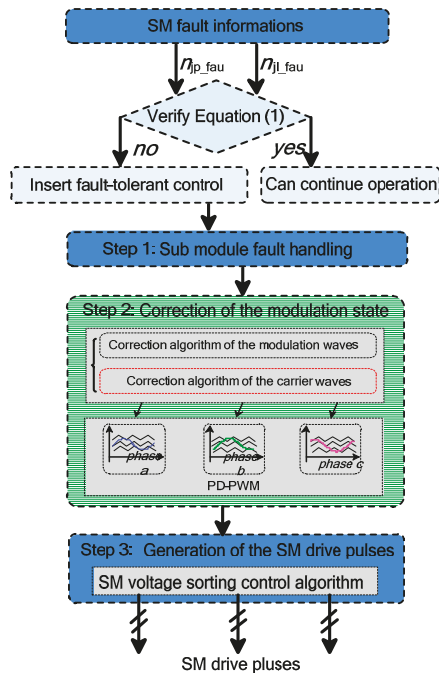 SM fault informations
njp_fau njl_fau
Verify Equation (1)
no yes
Insert fault-tolerant control Can continue operation
Step 1: Sub module fault handling
Step 2: Correction of the modulation state
Correction algorithm of the modulation waves
Correction algorithm of the carrier waves
phase a
phase b
phase c
PD-PWM
Step 3: Generation of the SM drive pulses
SM voltage sorting control algorithm
SM drive pluses